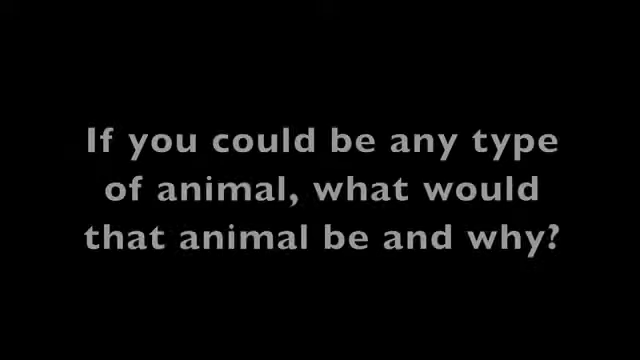 If you could be any type
of animal, what would
that animal be and why?